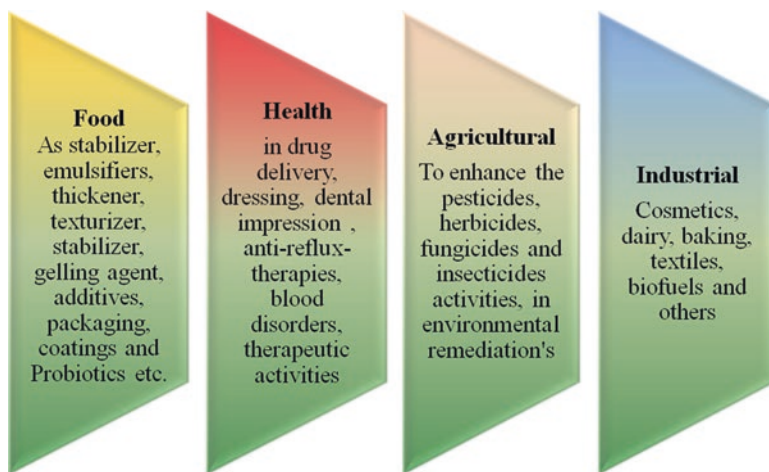 Food
As stabilizer,
emulsifiers,
thickener,
texturizer,
stabilizer,
gelling agent,
additives,
packaging,
coatings and
Probiotics etc.
Health
in drug
delivery,
dressing, dental
impression ,
anti-reflux-
therapies,
blood
disorders,
therapeutic
activities
Agricultural
To enhance the
pesticides,
herbicides,
fungicides and
insecticides
activities, in
environmental
remediation's
Industrial
Cosmetics,
dairy, baking,
textiles,
biofuels and
others